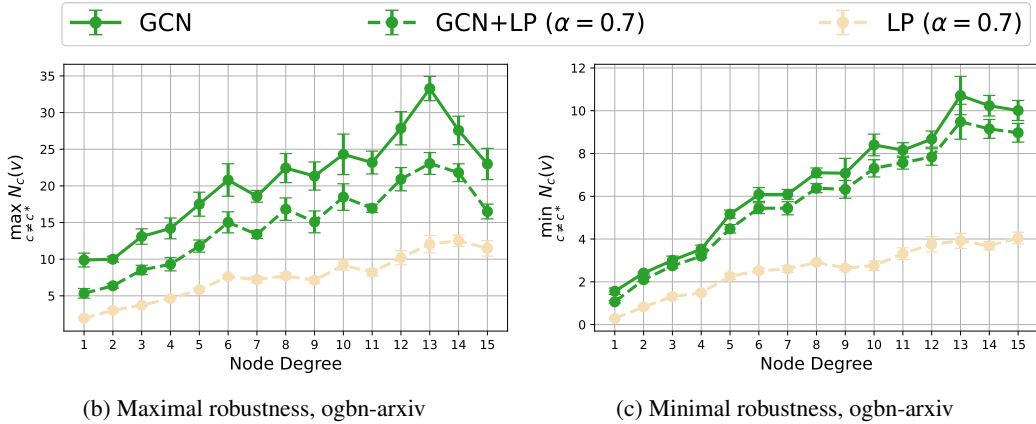 GCN GCN+LP (α = 0.7) LP (α = 0.7)
35
30
25
20
15
10
5
max N_c(v)
c≠c*
1 2 3 4 5 6 7 8 9 10 11 12 13 14 15
Node Degree
(b) Maximal robustness, ogbn-arxiv
12
10
8
6
4
2
0
min N_c(v)
c≠c*
1 2 3 4 5 6 7 8 9 10 11 12 13 14 15
Node Degree
(c) Minimal robustness, ogbn-arxiv